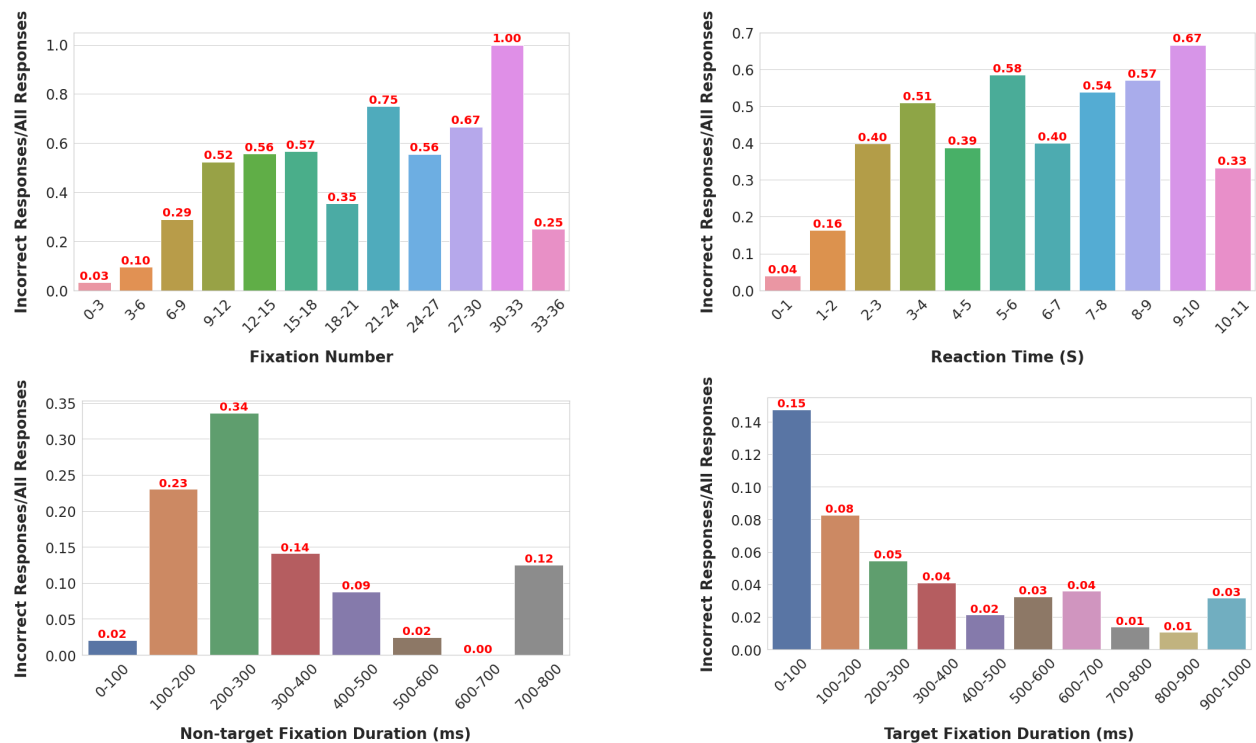 Incorrect Responses/All Responses
1.0
0.8
0.6
0.4
0.2
0.0
0.03 0.10 0.29 0.52 0.56 0.57 0.35 0.75 0.56 0.67 1.00 0.25
0-3 3-6 6-9 9-12 12-15 15-18 18-21 21-24 24-27 27-30 30-33 33-36
Fixation Number
Incorrect Responses/All Responses
0.7
0.6
0.5
0.4
0.3
0.2
0.1
0.0
0.04 0.16 0.40 0.51 0.39 0.58 0.40 0.54 0.57 0.67 0.33
0-1 1-2 2-3 3-4 4-5 5-6 6-7 7-8 8-9 9-10 10-11
Reaction Time (S)
Incorrect Responses/All Responses
0.35
0.30
0.25
0.20
0.15
0.10
0.05
0.00
0.02 0.23 0.34 0.14 0.09 0.02 0.00 0.12
0-100 100-200 200-300 300-400 400-500 500-600 600-700 700-800
Non-target Fixation Duration (ms)
Incorrect Responses/All Responses
0.14
0.12
0.10
0.08
0.06
0.04
0.02
0.00
0.15 0.08 0.05 0.04 0.02 0.03 0.04 0.01 0.01 0.03
0-100 100-200 200-300 300-400 400-500 500-600 600-700 700-800 800-900 900-1000
Target Fixation Duration (ms)